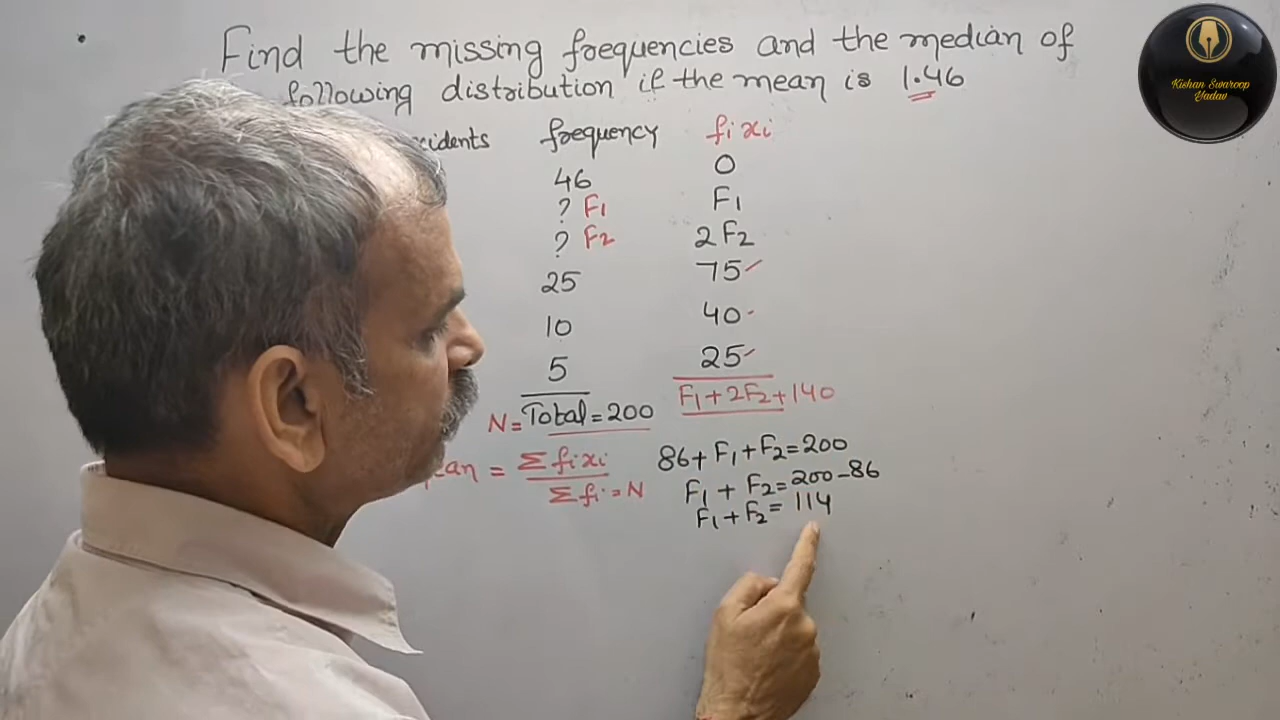 Find the missing frequencies and the median of
following distribution if the mean is 1.46
frequency fixi
46 0
? F1 F1
? F2 2F2
25 75
10 40
5 25
N= Total=200 F1+2F2+140
= Σfixi
Σfi=N
86+F1+F2=200
F1+F2=200-86
F1+F2=114
Kishan Swaroop
Yadav